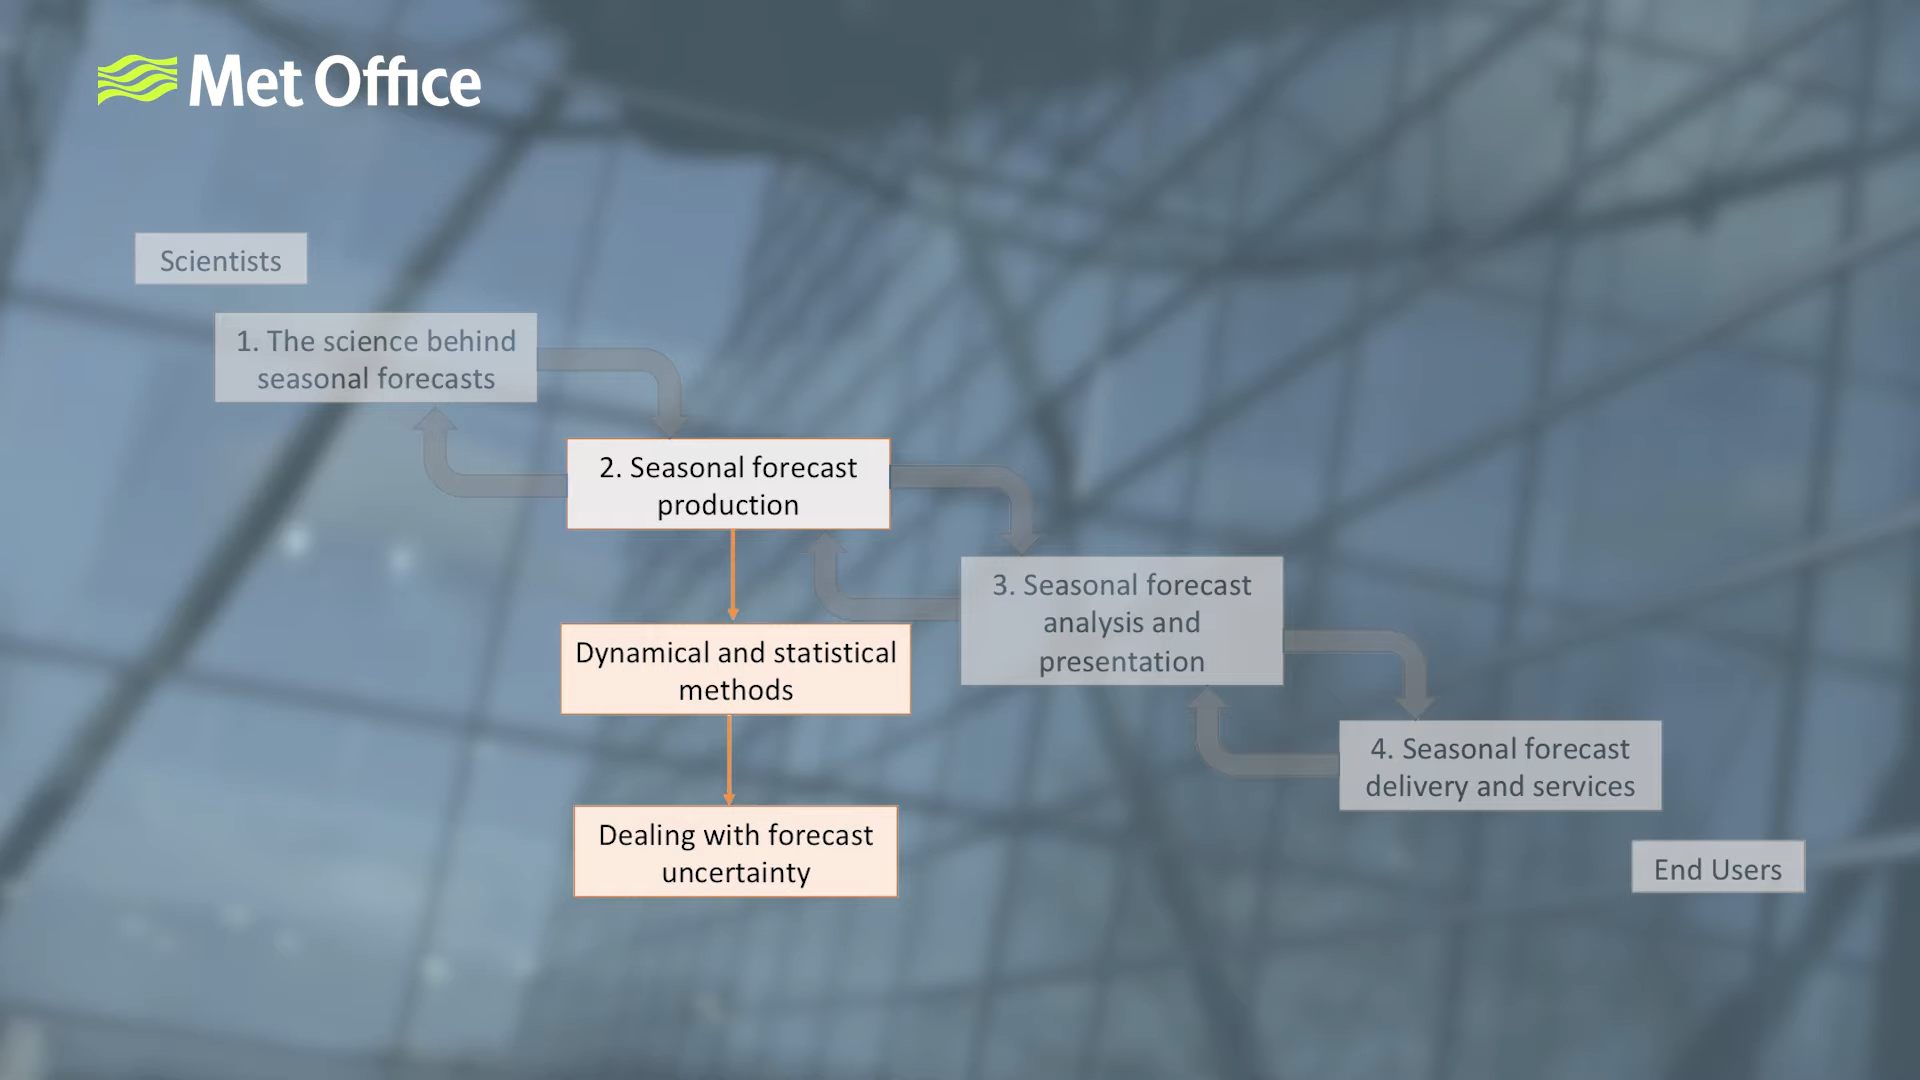 Met Office
Scientists
1. The science behind
seasonal forecasts
2. Seasonal forecast
production
Dynamical and statistical
methods
Dealing with forecast
uncertainty
3. Seasonal forecast
analysis and
presentation
4. Seasonal forecast
delivery and services
End Users